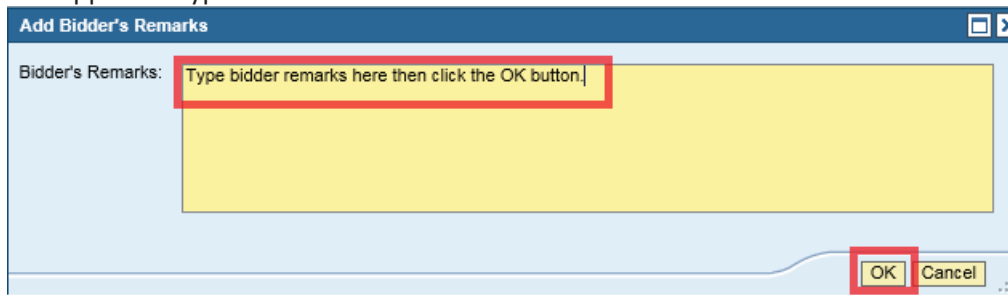 Add Bidder's Remarks
Bidder's Remarks:
Type bidder remarks here then click the OK button.
OK
Cancel